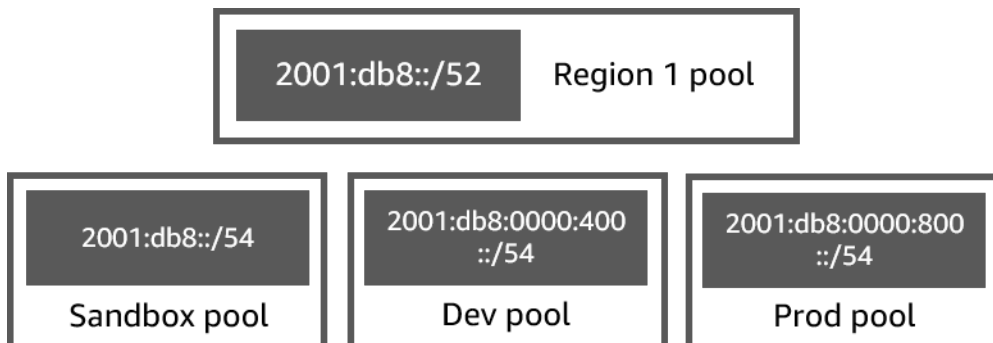 2001:db8::/52
Region 1 pool
2001:db8::/54
Sandbox pool
2001:db8:0000:400
::/54
Dev pool
2001:db8:0000:800
::/54
Prod pool